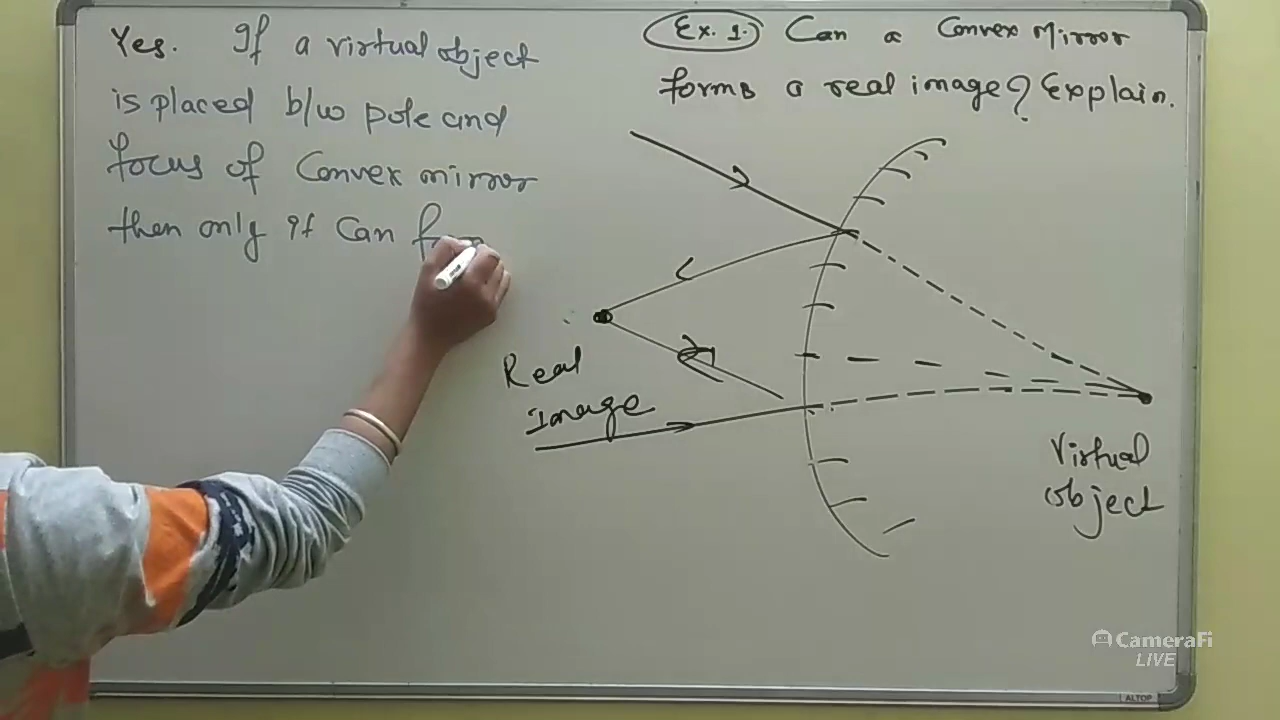 Yes. If a virtual object
is placed b/w pole and
focus of Convex mirror
then only it Can
Ex. 1. Can a Convex Mirror
forms a real image? Explain.
Real
Image
Virtual
object
CameraFi
LIVE
ALTOP